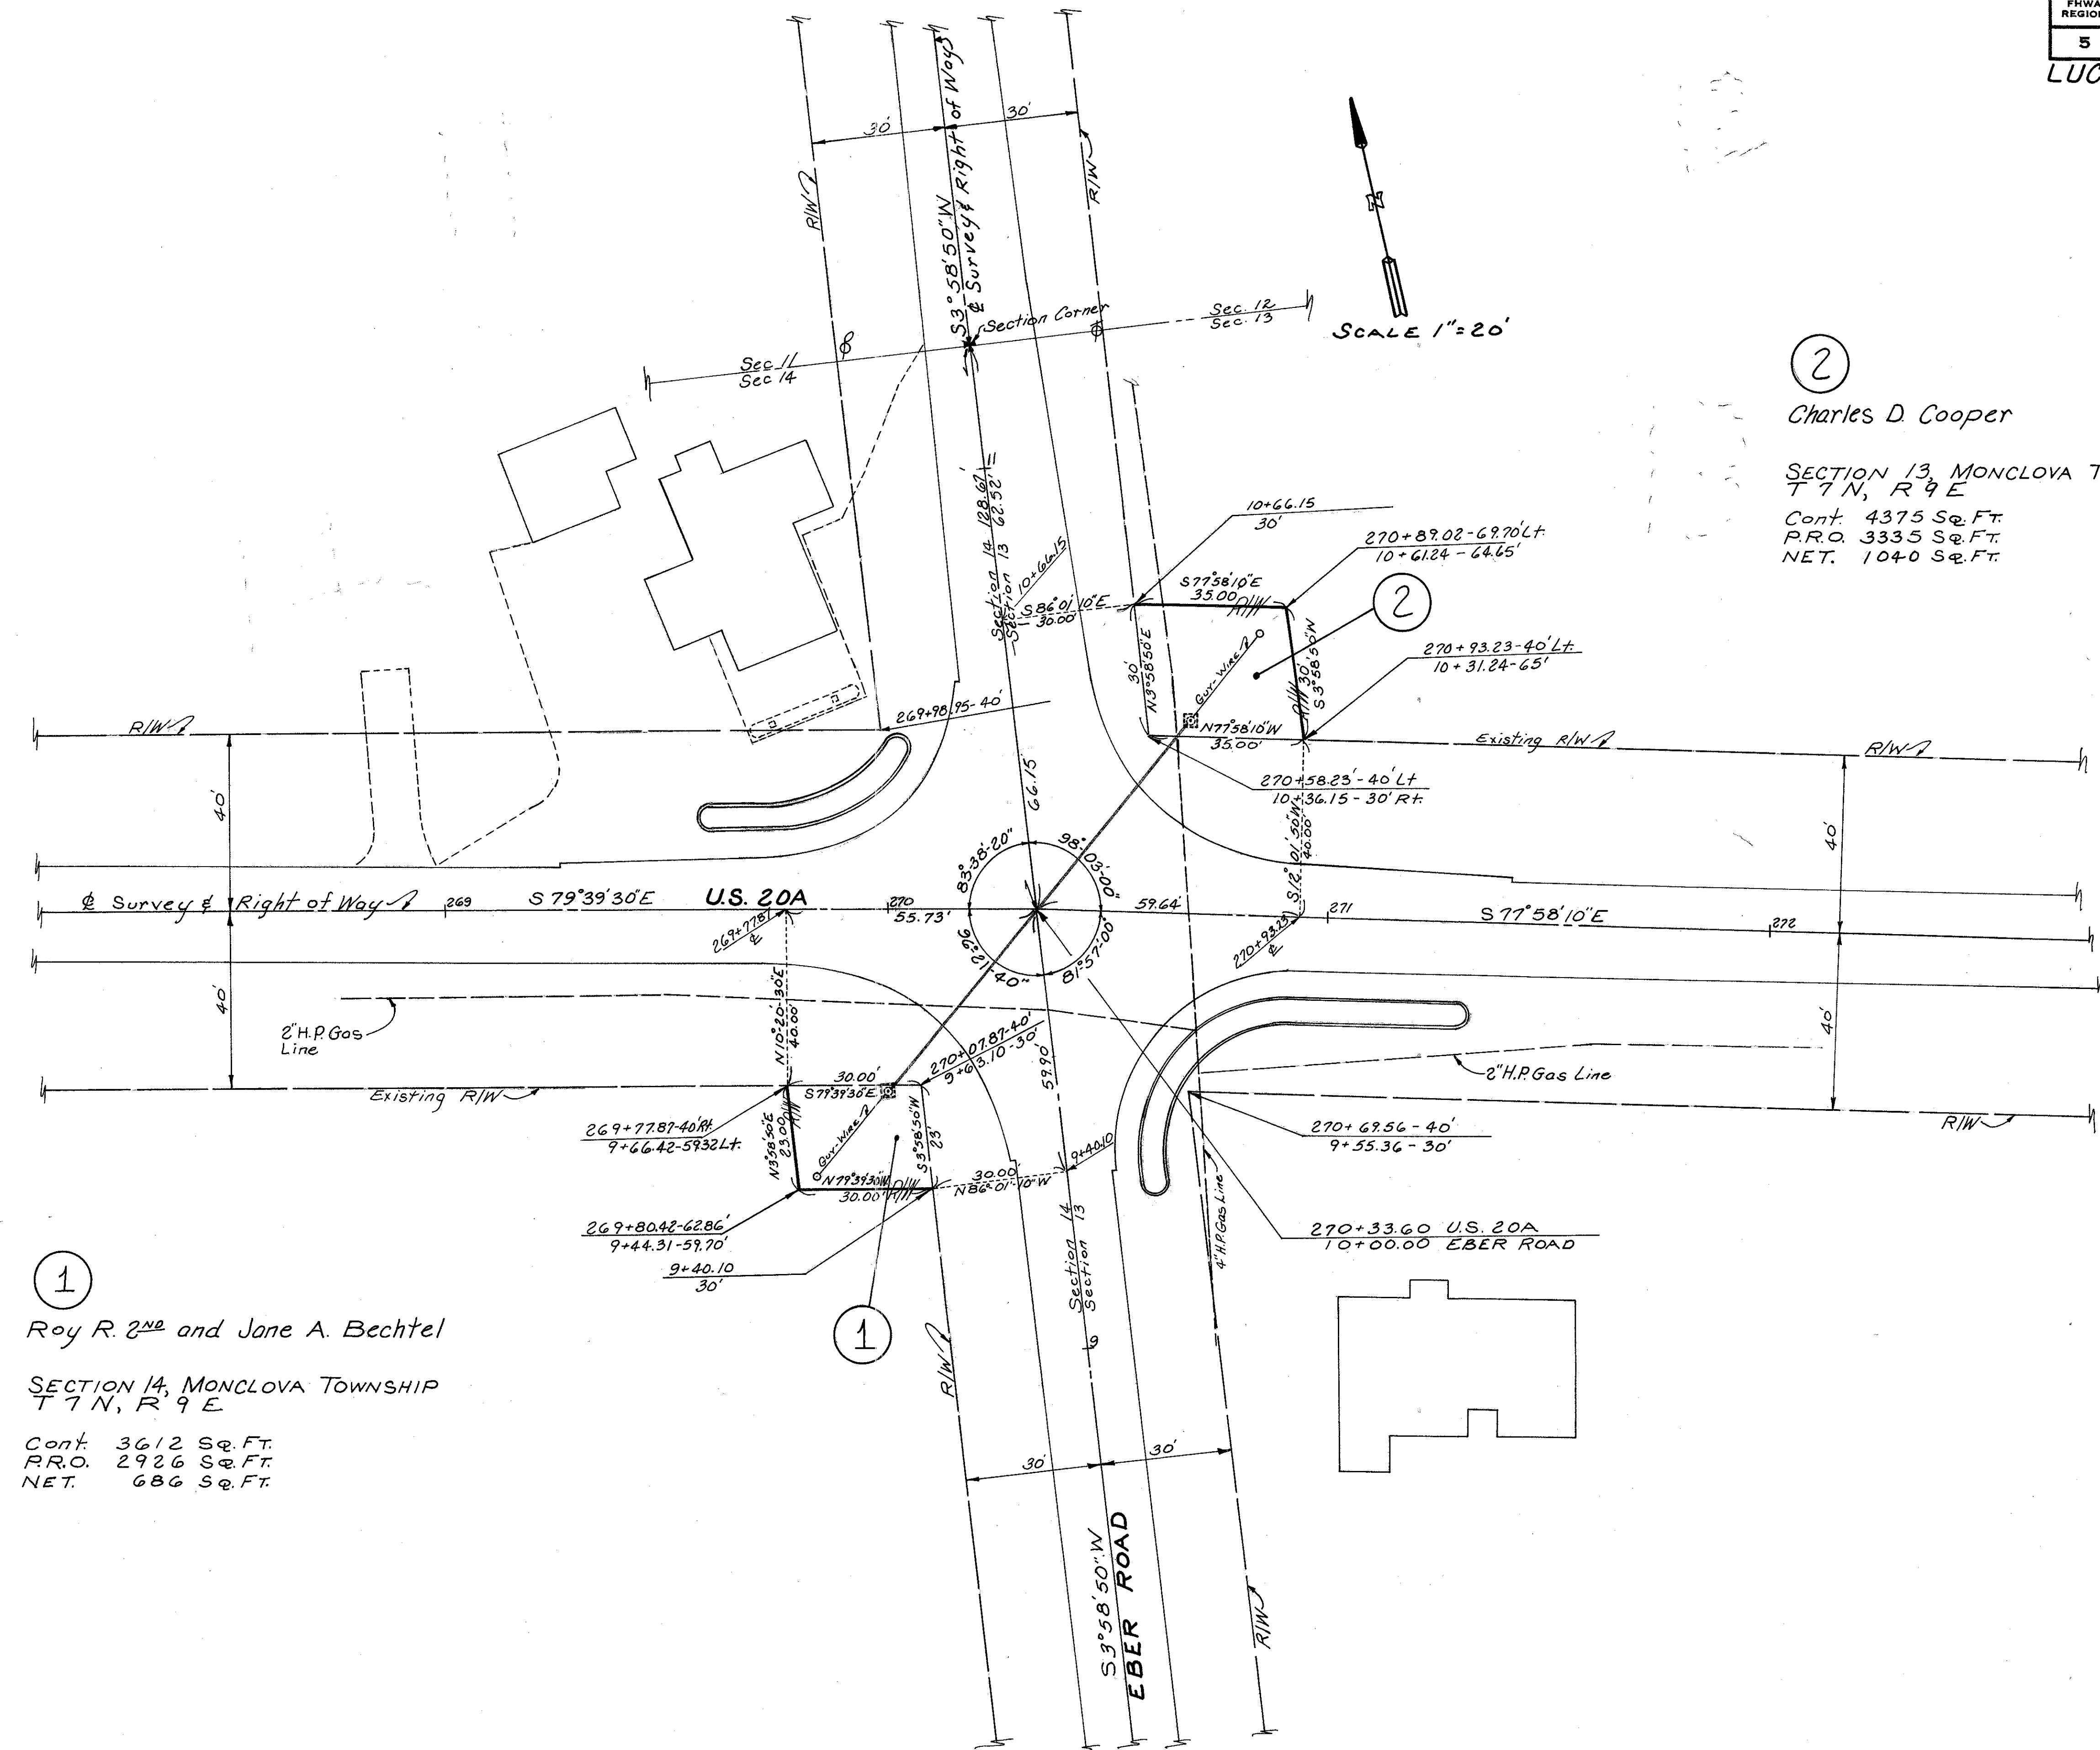 FHWA
REGION
5
LUC
30'
30'
R/W
R/W
S3°58'50"W
℄ Survey & Right of Way
Section Corner
Sec. 12
Sec. 13
Sec 11
Sec 14
SCALE 1"=20'
2
Charles D. Cooper
SECTION 13, MONCLOVA T
T 7 N, R 9 E
Cont. 4375 SQ. FT.
P.R.O. 3335 SQ. FT.
NET. 1040 SQ. FT.
Section 14 128.67'
Section 13 62.52'
10+66.15
S86°01'10"E
30.00'
10+66.15
30'
270+89.02-69.70'Lt.
10+61.24-64.65'
S77°58'10"E
35.00'
R/W
2
30'
N3°58'50"E
Guy-Wire
R/W 30'
S3°58'50"W
270+93.23-40'Lt.
10+31.24-65'
N77°58'10"W
35.00'
R/W
269+98.95-40'
Existing R/W
R/W
270+58.23'-40'Lt
10+36.15-30'Rt.
66.15
40'
40'
S12°01'50"W
40.00'
83°-38'-20"
98°-03'-00"
℄ Survey & Right of Way
269
S 79°39'30"E
U.S. 20A
270
55.73'
59.64'
271
S77°58'10"E
272
269+77.87
℄
270+93.23
℄
96°-21'-40"
81°-57'-00"
40'
40'
N10°-20'-30"E
40.00'
2"H.P. Gas
Line
270+07.87-40'
9+63.10-30'
59.90'
2"H.P. Gas Line
Existing R/W
30.00'
S79°39'30"E
R/W
269+77.87-40'Rt.
9+66.42-59.32Lt.
N3°58'50"E
23.00'
R/W
Guy-Wire
S3°58'50"W
23'
9+40.10
270+69.56-40'
9+55.36-30'
N79°39'30"W
30.00'
R/W
30.00'
N86°-01'-10"W
269+80.42-62.86'
9+44.31-59.70'
Section 14
Section 13
4"H.P. Gas Line
270+33.60 U.S. 20A
10+00.00 EBER ROAD
9+40.10
30'
1
1
Roy R. 2ND and Jane A. Bechtel
SECTION 14, MONCLOVA TOWNSHIP
T 7 N, R 9 E
Cont. 3612 SQ. FT.
P.R.O. 2926 SQ. FT.
NET. 686 SQ. FT.
9
R/W
30'
30'
S3°58'50"W
EBER ROAD
R/W